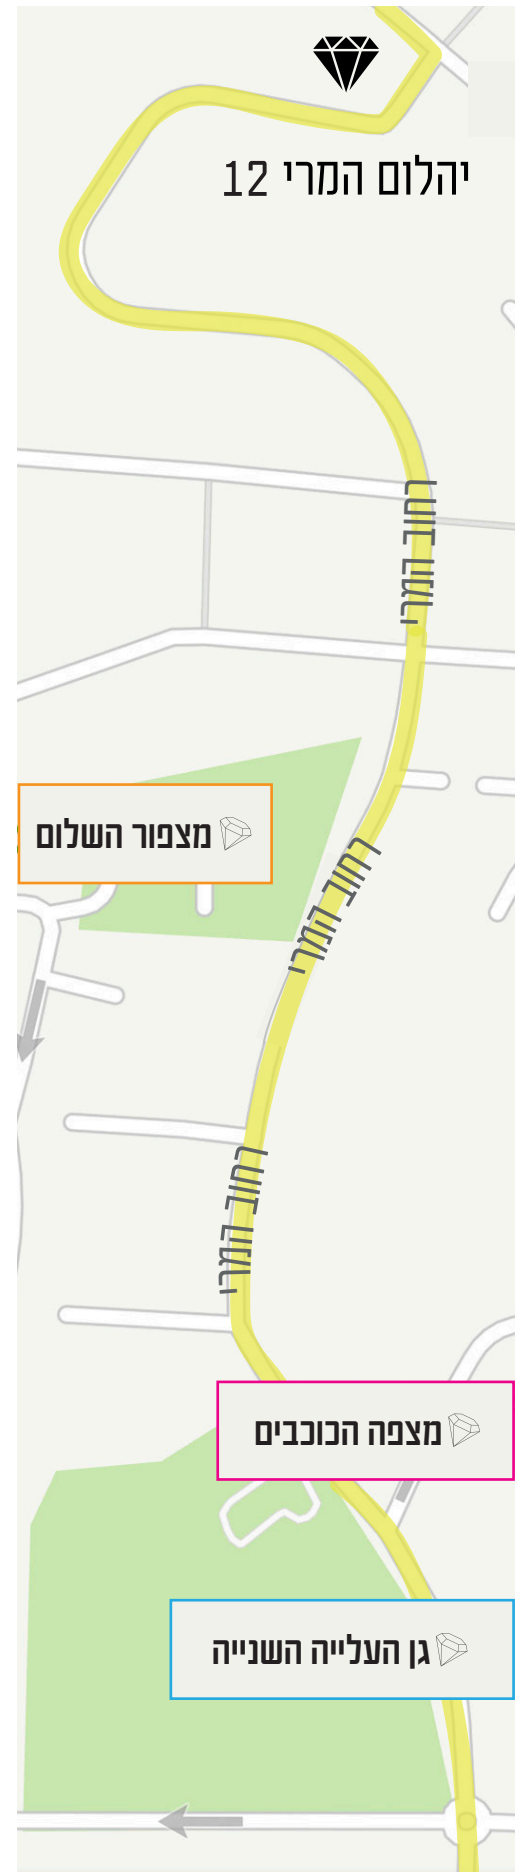 יהלום המרי 12
רחוב המרי
מצפור השלום
רחוב המרי
רחוב המרי
מצפה הכוכבים
גן העלייה השנייה